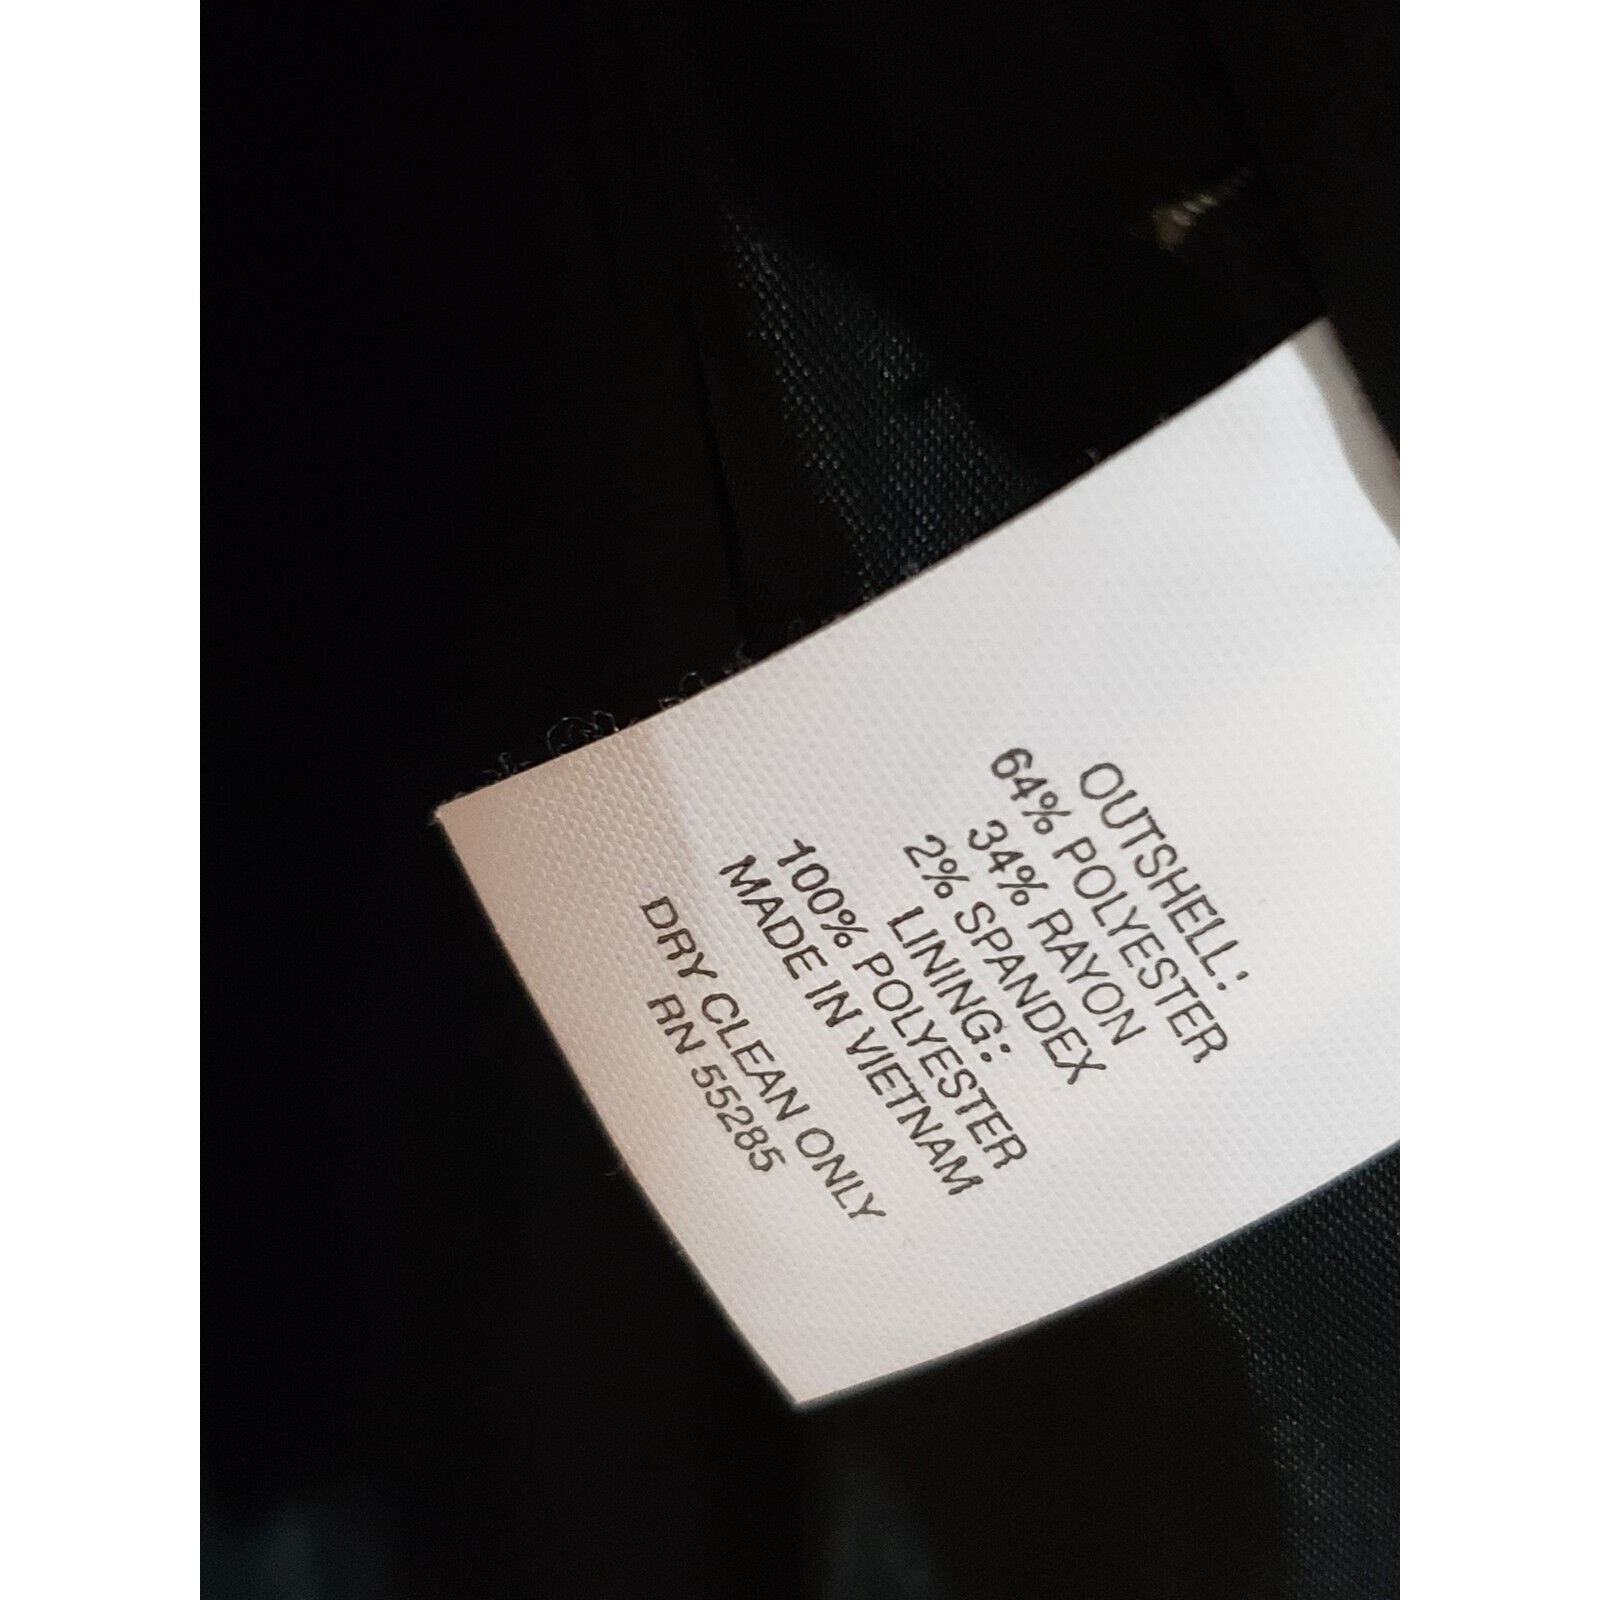 OUTSHELL:
64% POLYESTER
34% RAYON
2% SPANDEX
LINING:
100% POLYESTER
MADE IN VIETNAM
DRY CLEAN ONLY
RN 55285